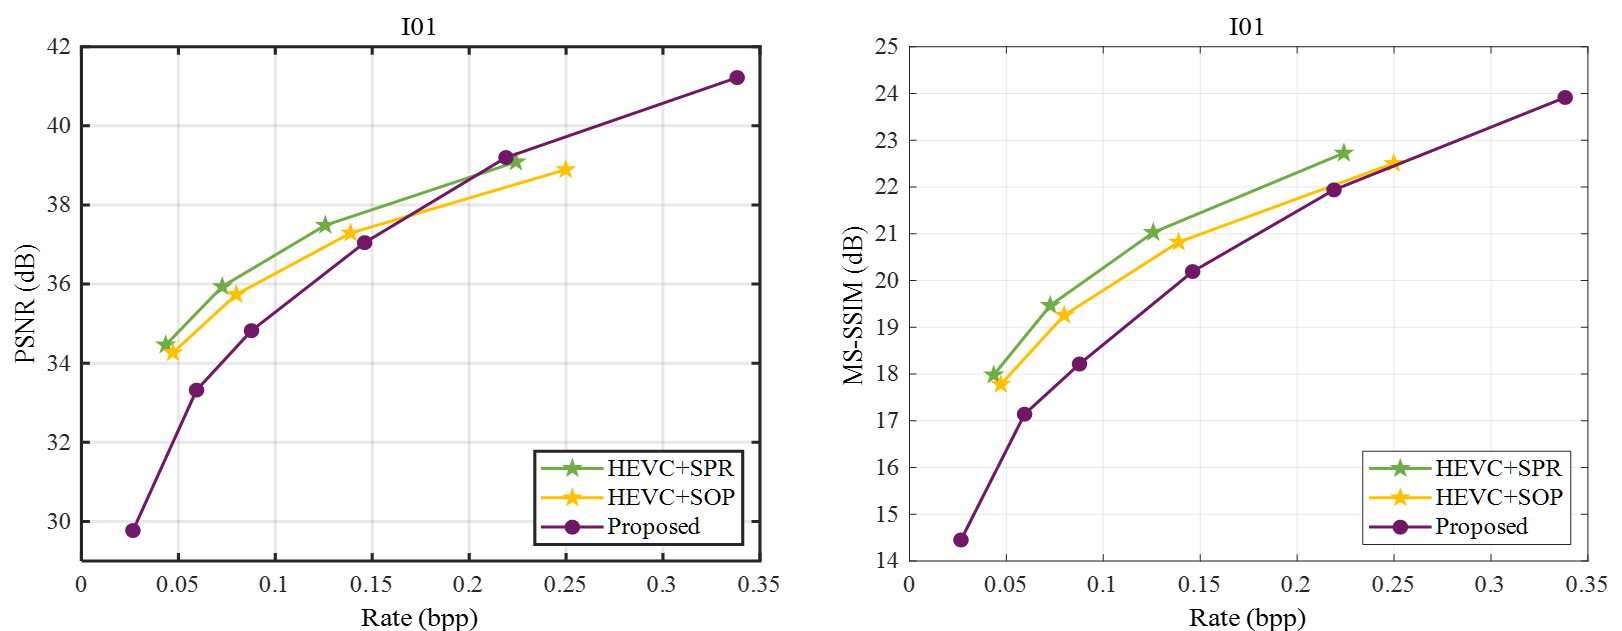 I01
42
40
38
36
34
32
30
PSNR (dB)
HEVC+SPR
HEVC+SOP
Proposed
0 0.05 0.1 0.15 0.2 0.25 0.3 0.35
Rate (bpp)
I01
25
24
23
22
21
20
19
18
17
16
15
14
MS-SSIM (dB)
HEVC+SPR
HEVC+SOP
Proposed
0 0.05 0.1 0.15 0.2 0.25 0.3 0.35
Rate (bpp)